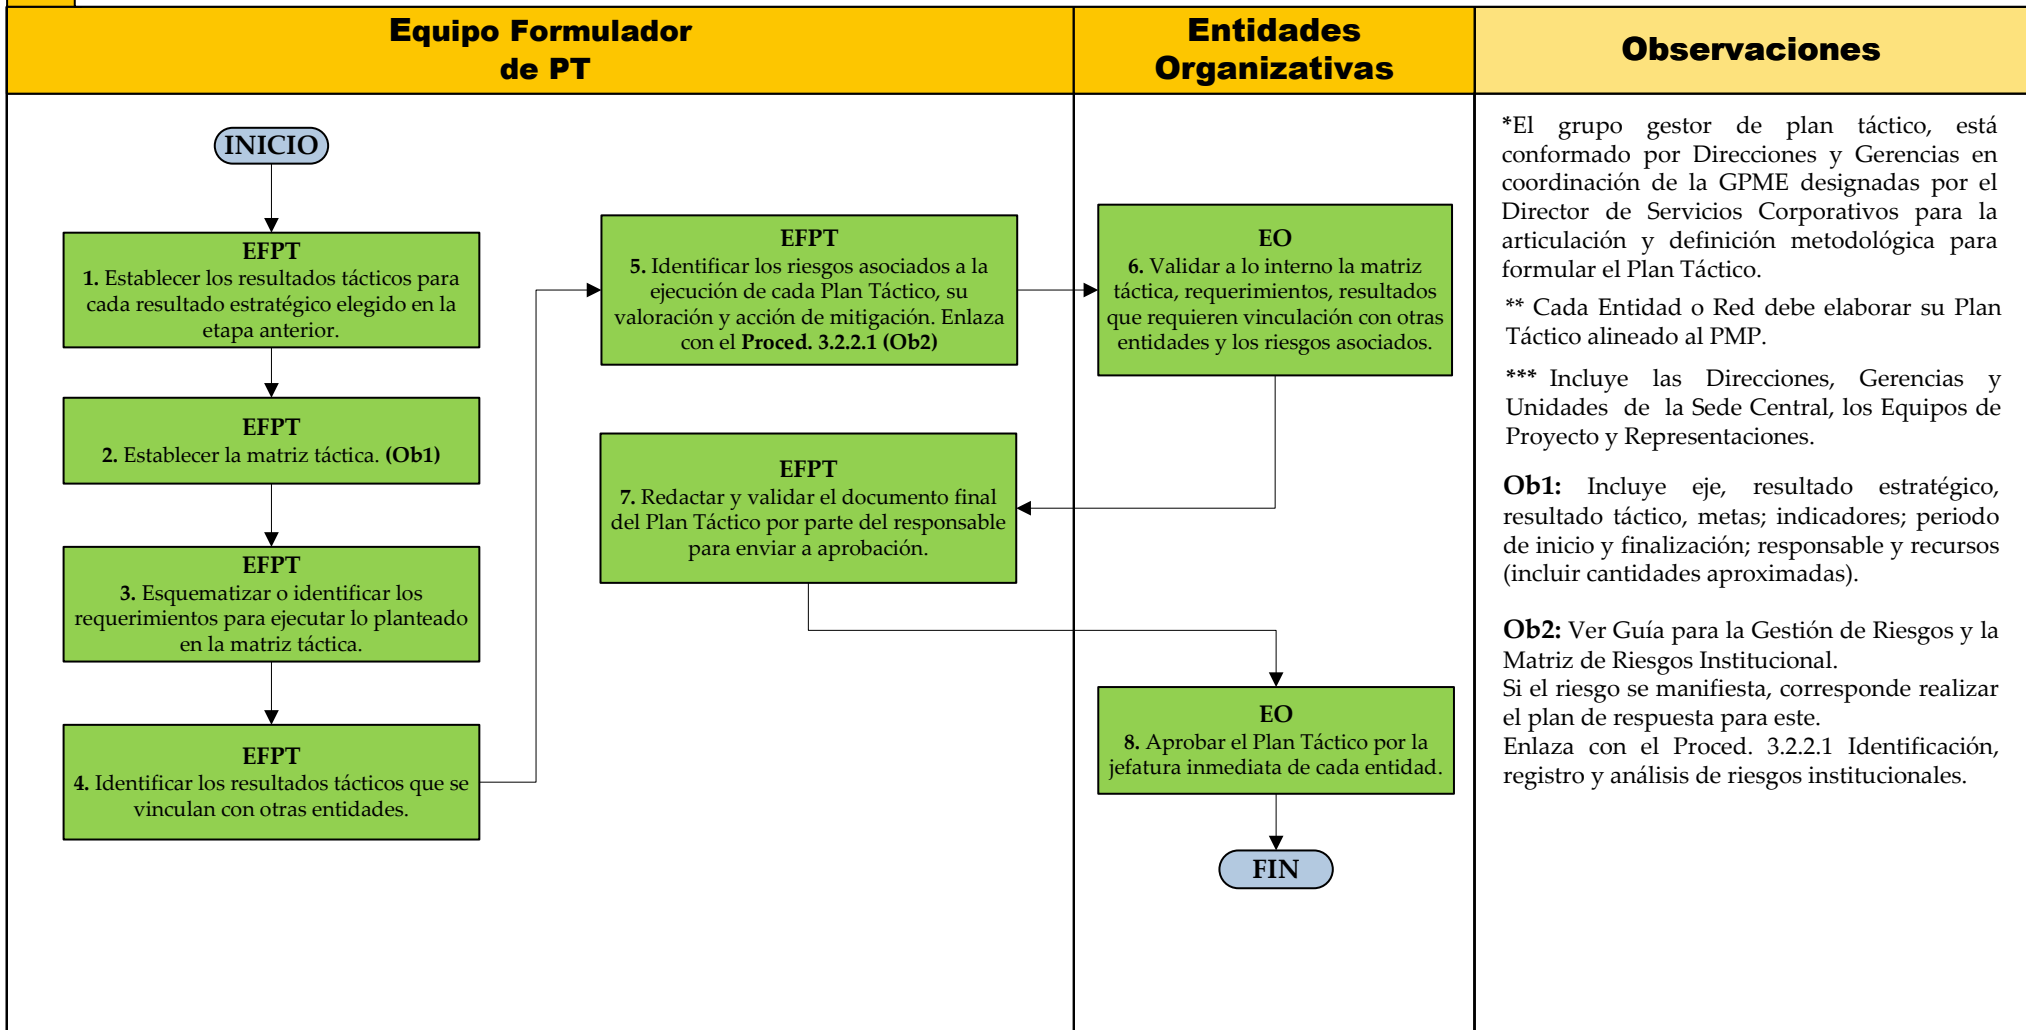 Equipo Formulador
de PT
Entidades
Organizativas
Observaciones
INICIO
EFPT
1. Establecer los resultados tácticos para
cada resultado estratégico elegido en la
etapa anterior.
EFPT
2. Establecer la matriz táctica. (Ob1)
EFPT
3. Esquematizar o identificar los
requerimientos para ejecutar lo planteado
en la matriz táctica.
EFPT
4. Identificar los resultados tácticos que se
vinculan con otras entidades.
EFPT
5. Identificar los riesgos asociados a la
ejecución de cada Plan Táctico, su
valoración y acción de mitigación. Enlaza
con el Proced. 3.2.2.1 (Ob2)
EO
6. Validar a lo interno la matriz
táctica, requerimientos, resultados
que requieren vinculación con otras
entidades y los riesgos asociados.
EFPT
7. Redactar y validar el documento final
del Plan Táctico por parte del responsable
para enviar a aprobación.
EO
8. Aprobar el Plan Táctico por la
jefatura inmediata de cada entidad.
FIN
*El grupo gestor de plan táctico, está
conformado por Direcciones y Gerencias en
coordinación de la GPME designadas por el
Director de Servicios Corporativos para la
articulación y definición metodológica para
formular el Plan Táctico.
** Cada Entidad o Red debe elaborar su Plan
Táctico alineado al PMP.
*** Incluye las Direcciones, Gerencias y
Unidades de la Sede Central, los Equipos de
Proyecto y Representaciones.
Ob1: Incluye eje, resultado estratégico,
resultado táctico, metas; indicadores; periodo
de inicio y finalización; responsable y recursos
(incluir cantidades aproximadas).
Ob2: Ver Guía para la Gestión de Riesgos y la
Matriz de Riesgos Institucional.
Si el riesgo se manifiesta, corresponde realizar
el plan de respuesta para este.
Enlaza con el Proced. 3.2.2.1 Identificación,
registro y análisis de riesgos institucionales.